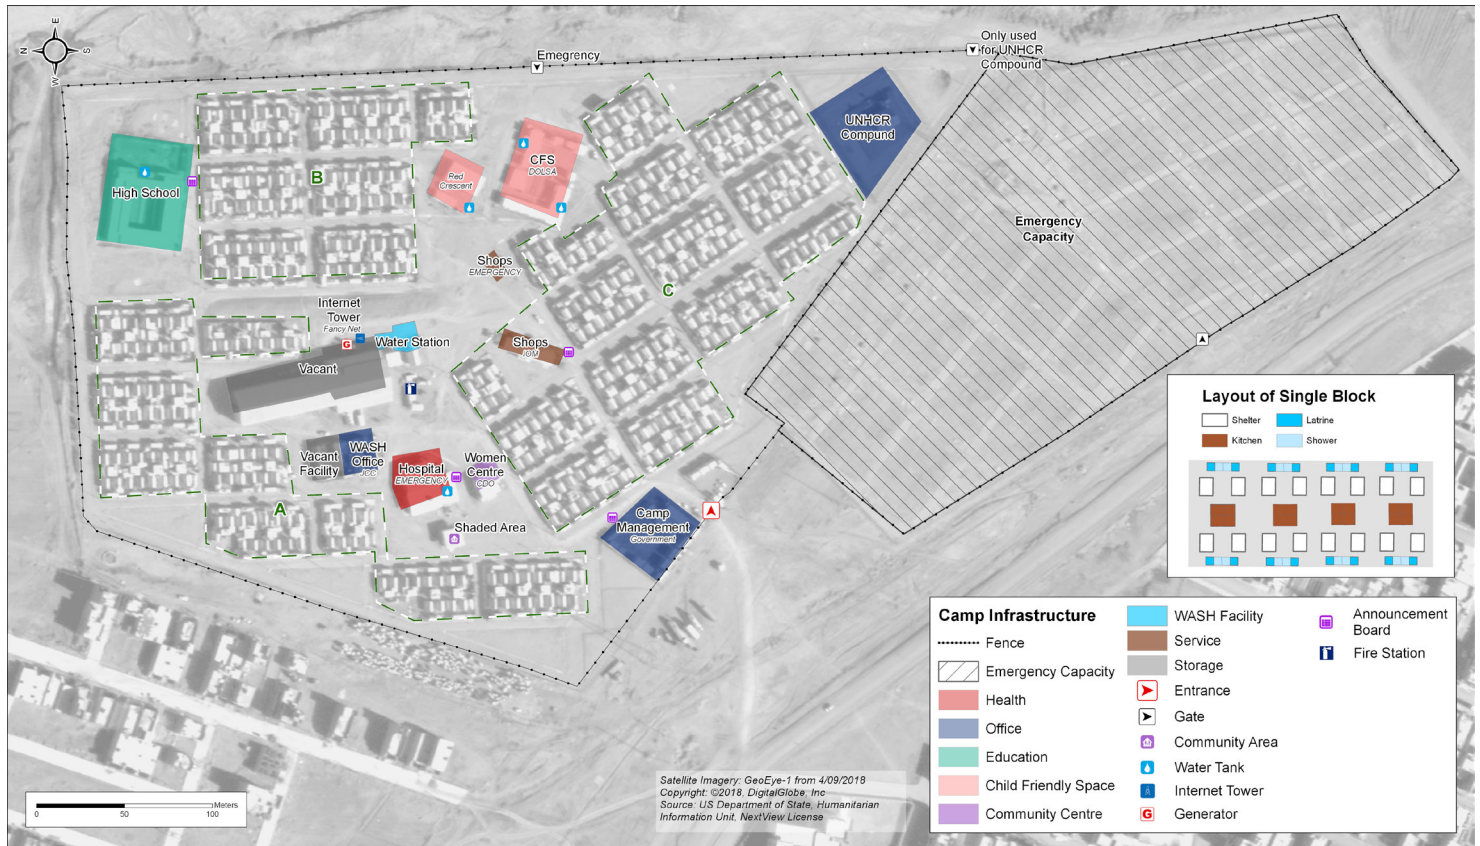 E
N
S
W
Emegrency
Only used
for UNHCR
Compound
UNHCR
Compund
CFS
DOLSA
Red
Crescent
High School
B
Emergency
Capacity
Shops
EMERGENCY
C
Internet
Tower
Fancy Net
G
Water Station
Shops
IOM
Vacant
Vacant
Facility
WASH
Office
JCC
Hospital
EMERGENCY
Women
Centre
CDO
A
Shaded Area
Camp
Management
Government
Layout of Single Block
Shelter
Latrine
Kitchen
Shower
Camp Infrastructure
Fence
Emergency Capacity
Health
Office
Education
Child Friendly Space
Community Centre
WASH Facility
Service
Storage
Entrance
Gate
Community Area
Water Tank
Internet Tower
G Generator
Announcement
Board
Fire Station
Satellite Imagery: GeoEye-1 from 4/09/2018
Copyright: ©2018, DigitalGlobe, Inc
Source: US Department of State, Humanitarian
Information Unit, NextView License
Meters
0 50 100